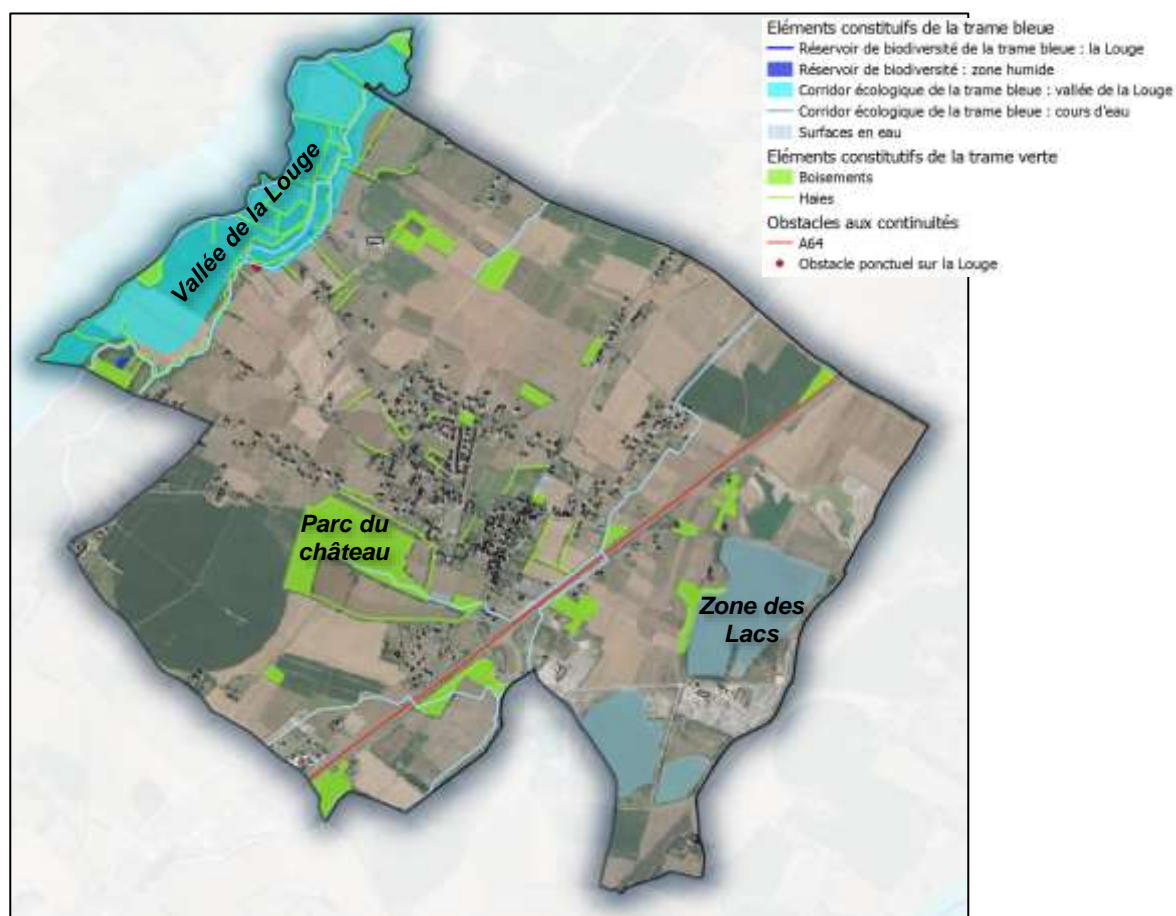 Eléments constituifs de la trame bleue
Réservoir de biodiversité de la trame bleue : la Louge
Réservoir de biodiversité : zone humide
Corridor écologique de la trame bleue : vallée de la Louge
Corridor écologique de la trame bleue : cours d'eau
Surfaces en eau
Eléments constitutifs de la trame verte
Boisements
Haies
Obstacles aux continuités
A64
Obstacle ponctuel sur la Louge
Vallée de la Louge
Parc du
château
Zone des
Lacs